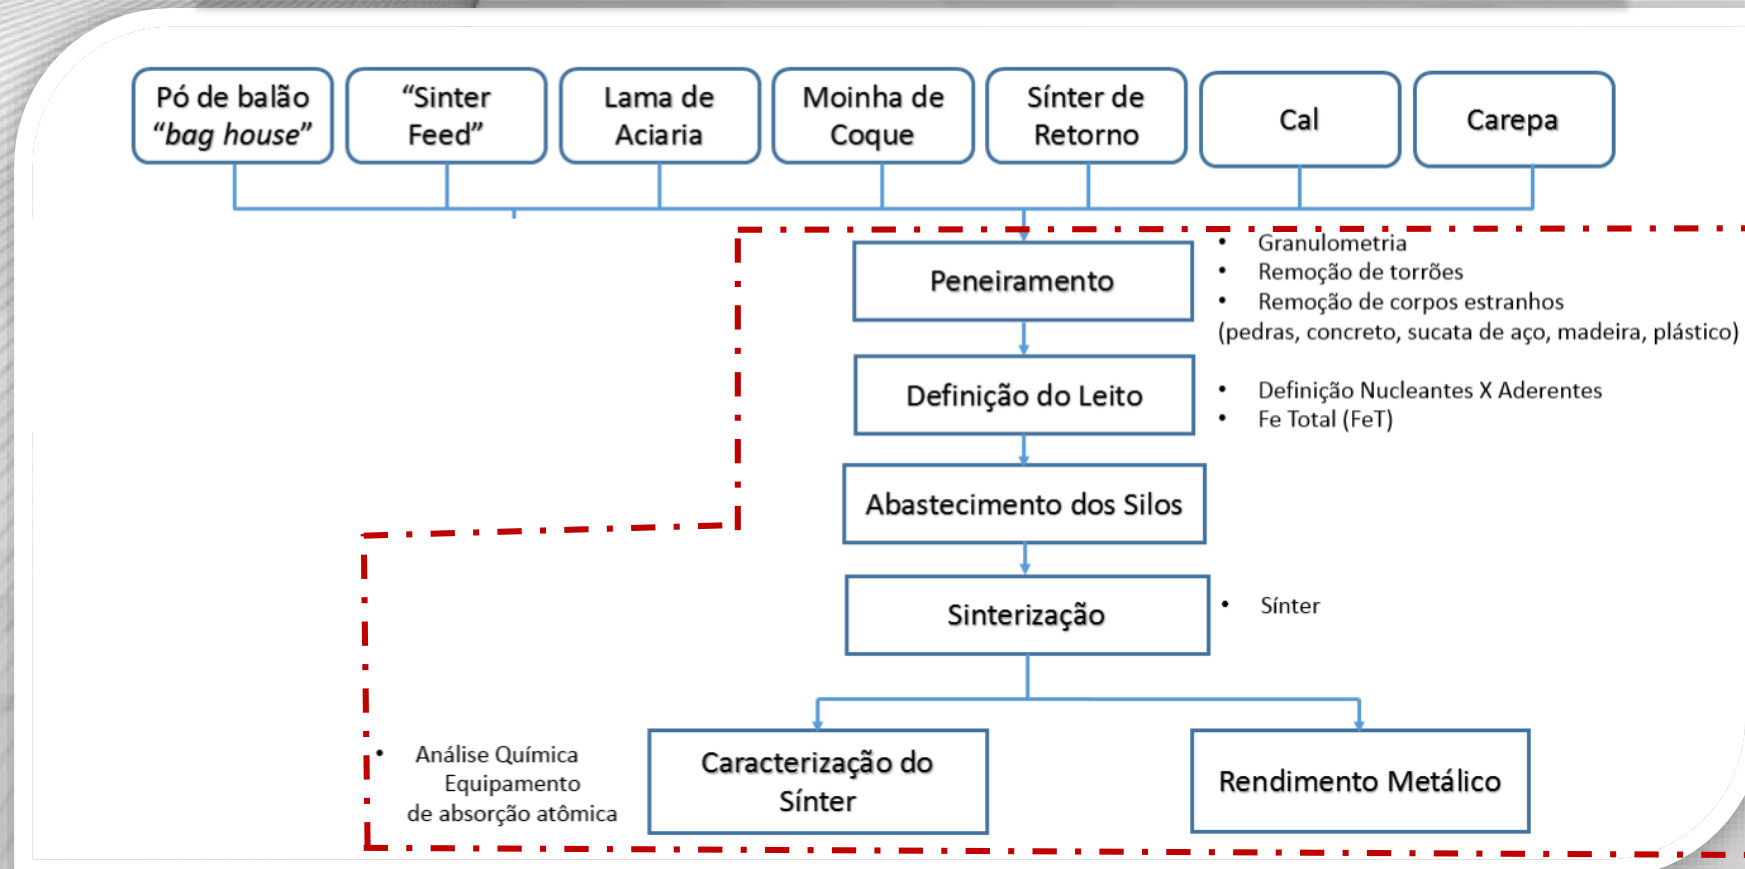 Pó de balão
“bag house”
“Sinter
Feed”
Lama de
Aciaria
Moinha de
Coque
Sínter de
Retorno
Cal
Carepa
Peneiramento
• Granulometria
• Remoção de torrões
• Remoção de corpos estranhos
(pedras, concreto, sucata de aço, madeira, plástico)
Definição do Leito
• Definição Nucleantes X Aderentes
• Fe Total (FeT)
Abastecimento dos Silos
Sinterização
• Sínter
• Análise Química
Equipamento
de absorção atômica
Caracterização do
Sínter
Rendimento Metálico